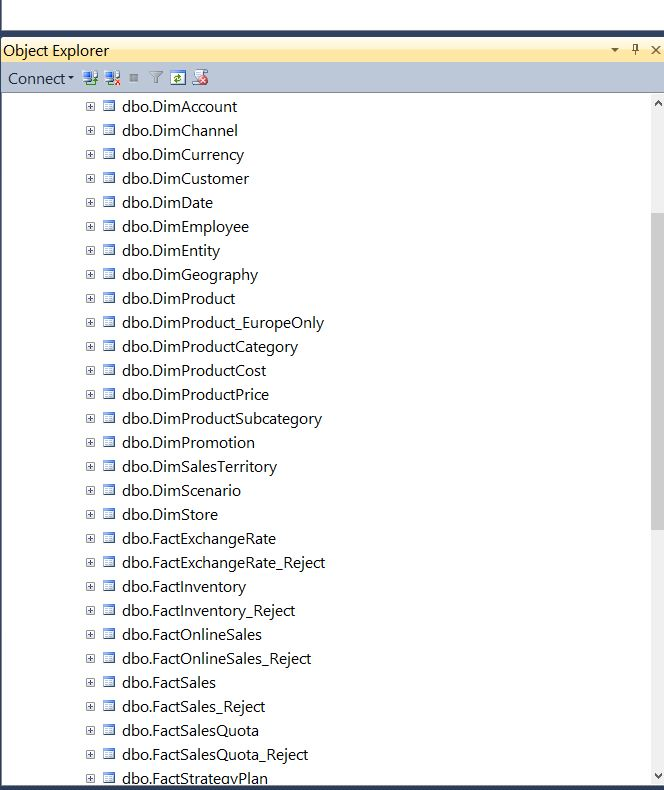 Object Explorer
Connect
dbo.DimAccount
dbo.DimChannel
dbo.DimCurrency
dbo.DimCustomer
dbo.DimDate
dbo.DimEmployee
dbo.DimEntity
dbo.DimGeography
dbo.DimProduct
dbo.DimProduct_EuropeOnly
dbo.DimProductCategory
dbo.DimProductCost
dbo.DimProductPrice
dbo.DimProductSubcategory
dbo.DimPromotion
dbo.DimSalesTerritory
dbo.DimScenario
dbo.DimStore
dbo.FactExchangeRate
dbo.FactExchangeRate_Reject
dbo.FactInventory
dbo.FactInventory_Reject
dbo.FactOnlineSales
dbo.FactOnlineSales_Reject
dbo.FactSales
dbo.FactSales_Reject
dbo.FactSalesQuota
dbo.FactSalesQuota_Reject
dbo.FactStrategyPlan